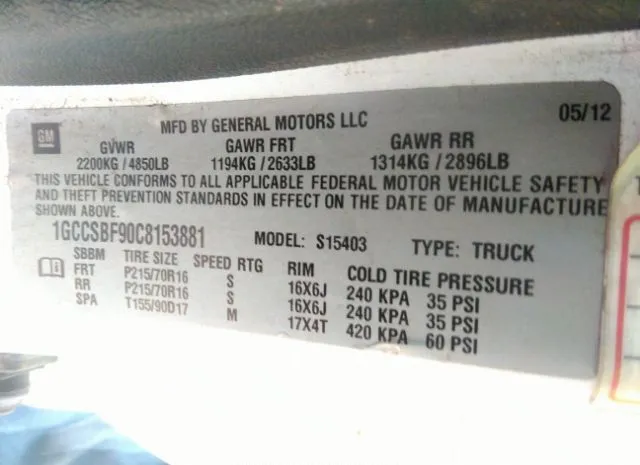 GM
MFD BY GENERAL MOTORS LLC 05/12
GVWR GAWR FRT GAWR RR
2200KG / 4850LB 1194KG / 2633LB 1314KG / 2896LB
THIS VEHICLE CONFORMS TO ALL APPLICABLE FEDERAL MOTOR VEHICLE SAFETY
AND THEFT PREVENTION STANDARDS IN EFFECT ON THE DATE OF MANUFACTURE
SHOWN ABOVE.
1GCCSBF90C8153881 MODEL: S15403 TYPE: TRUCK
SBBM TIRE SIZE SPEED RTG RIM COLD TIRE PRESSURE
FRT P215/70R16 S 16X6J 240 KPA 35 PSI
RR P215/70R16 S 16X6J 240 KPA 35 PSI
SPA T155/90D17 M 17X4T 420 KPA 60 PSI